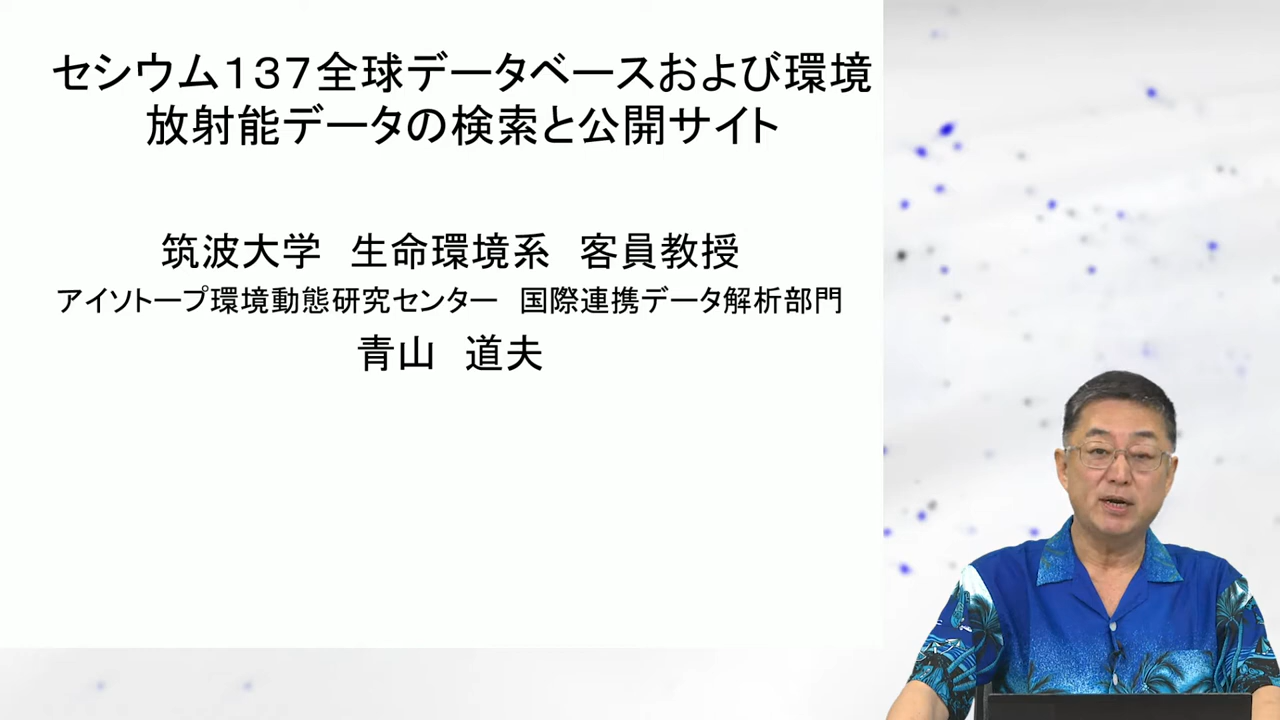 セシウム１３７全球データベースおよび環境
放射能データの検索と公開サイト
筑波大学　生命環境系　客員教授
アイソトープ環境動態研究センター　国際連携データ解析部門
青山　道夫